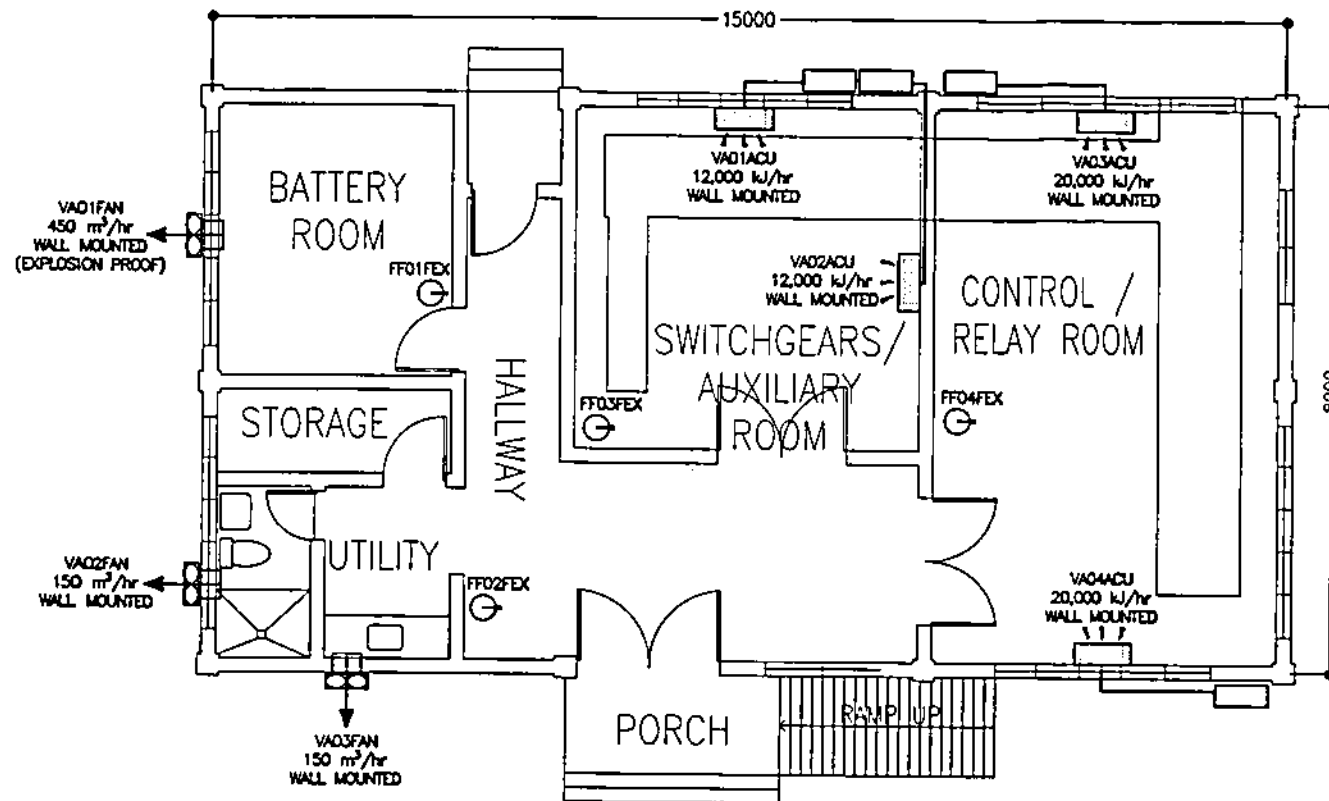 15000
VA01ACU
12,000 kJ/hr
WALL MOUNTED
VA03ACU
20,000 kJ/hr
WALL MOUNTED
BATTERY
ROOM
VA01FAN
450 m³/hr
WALL MOUNTED
(EXPLOSION PROOF)
FF01FEX
VA02ACU
12,000 kJ/hr
WALL MOUNTED
CONTROL /
RELAY ROOM
SWITCHGEARS/
AUXILIARY
ROOM
HALLWAY
STORAGE
FF03FEX
FF04FEX
8000
UTILITY
VA02FAN
150 m³/hr
WALL MOUNTED
FF02FEX
VA04ACU
20,000 kJ/hr
WALL MOUNTED
RAMP UP
PORCH
VA03FAN
150 m³/hr
WALL MOUNTED